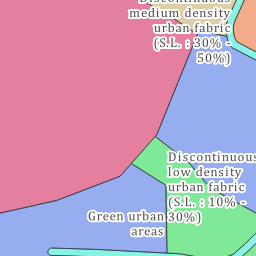 Discontinuous
medium density
urban fabric
(S.L. : 30% -
50%)
Discontinuous
low density
urban fabric
(S.L. : 10% -
30%)
Green urban
areas